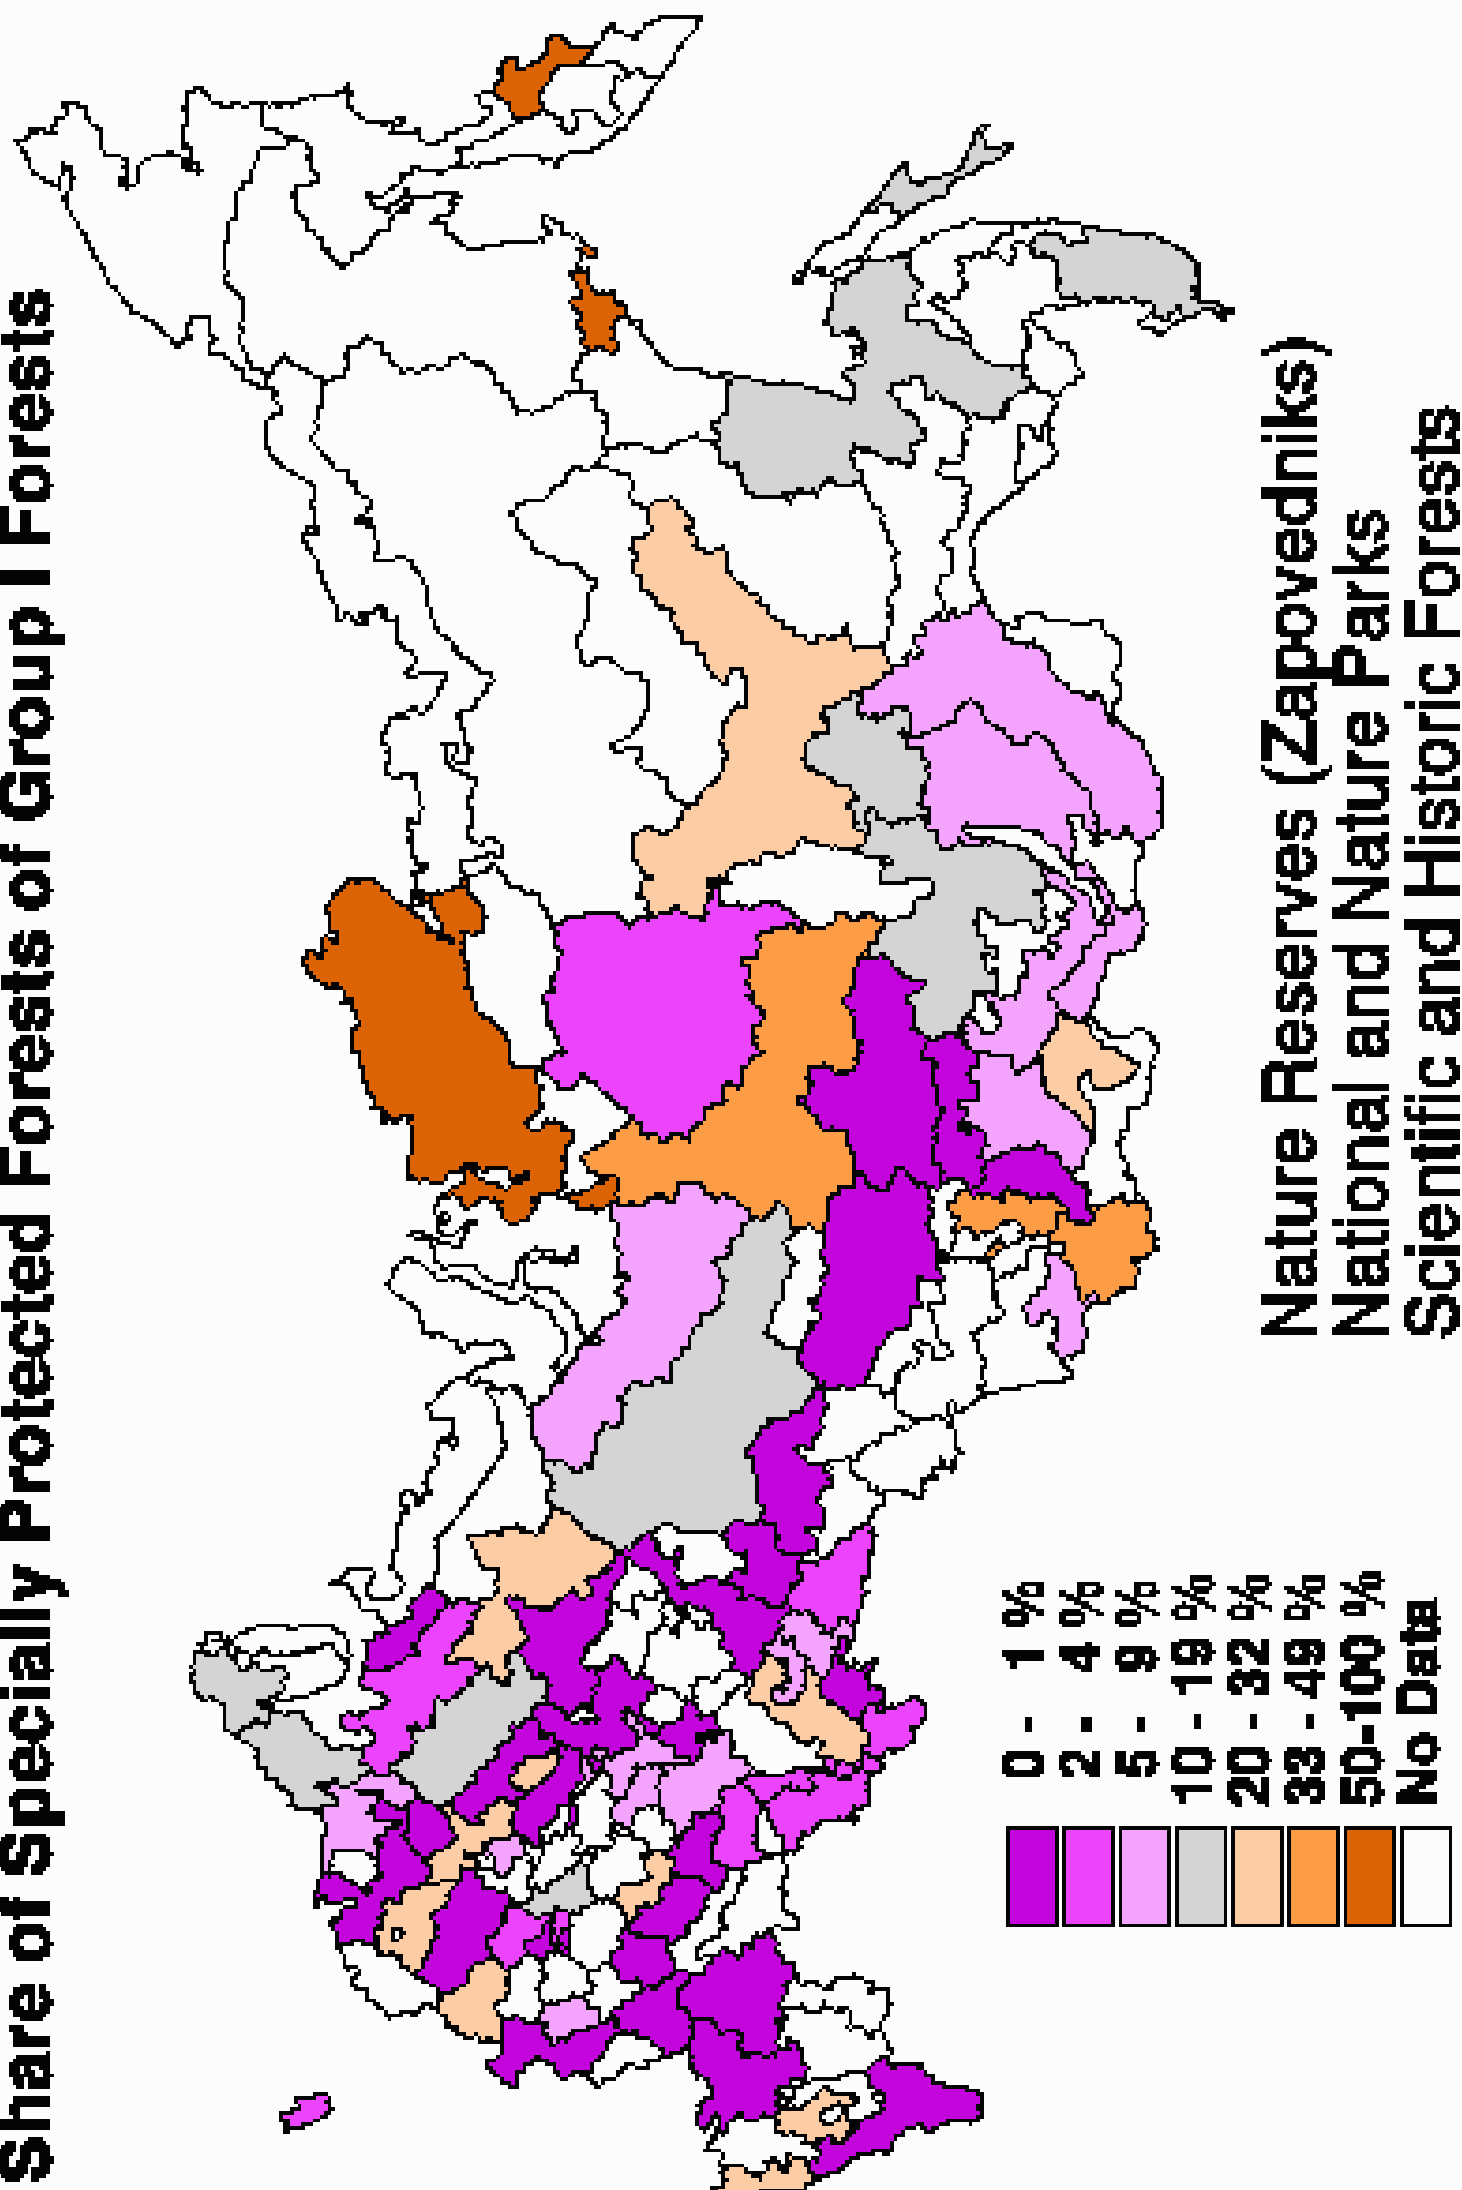 Share of Specially Protected Forests of Group I Forests
0 - 1 %
2 - 4 %
5 - 9 %
10 - 19 %
20 - 32 %
33 - 49 %
50-100 %
No Data
Nature Reserves (Zapovedniks)
National and Nature Parks
Scientific and Historic Forests